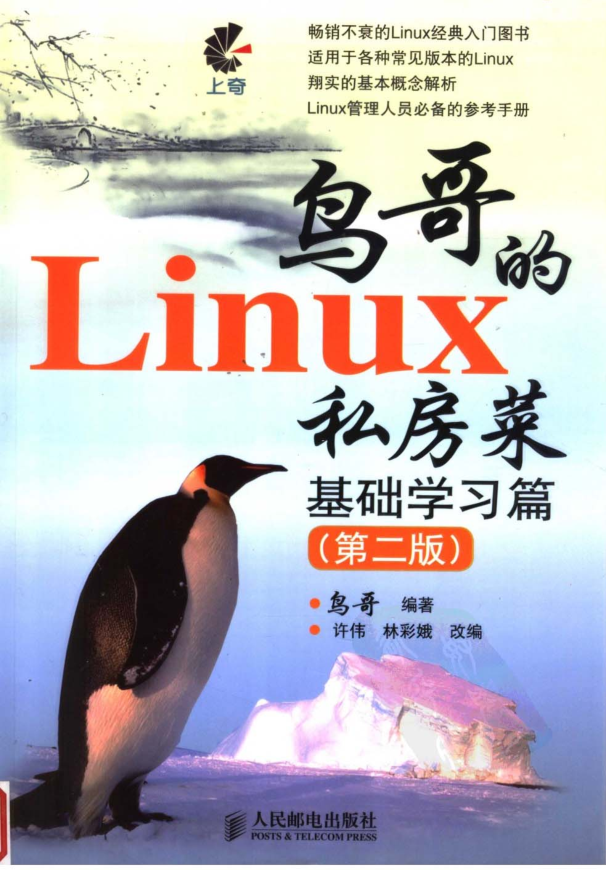 畅销不衰的Linux经典入门图书
适用于各种常见版本的Linux
翔实的基本概念解析
Linux管理人员必备的参考手册
上奇
鸟哥的
Linux
私房菜
基础学习篇
（第二版）
• 鸟哥 编著
• 许伟 林彩娥 改编
人民邮电出版社
POSTS & TELECOM PRESS